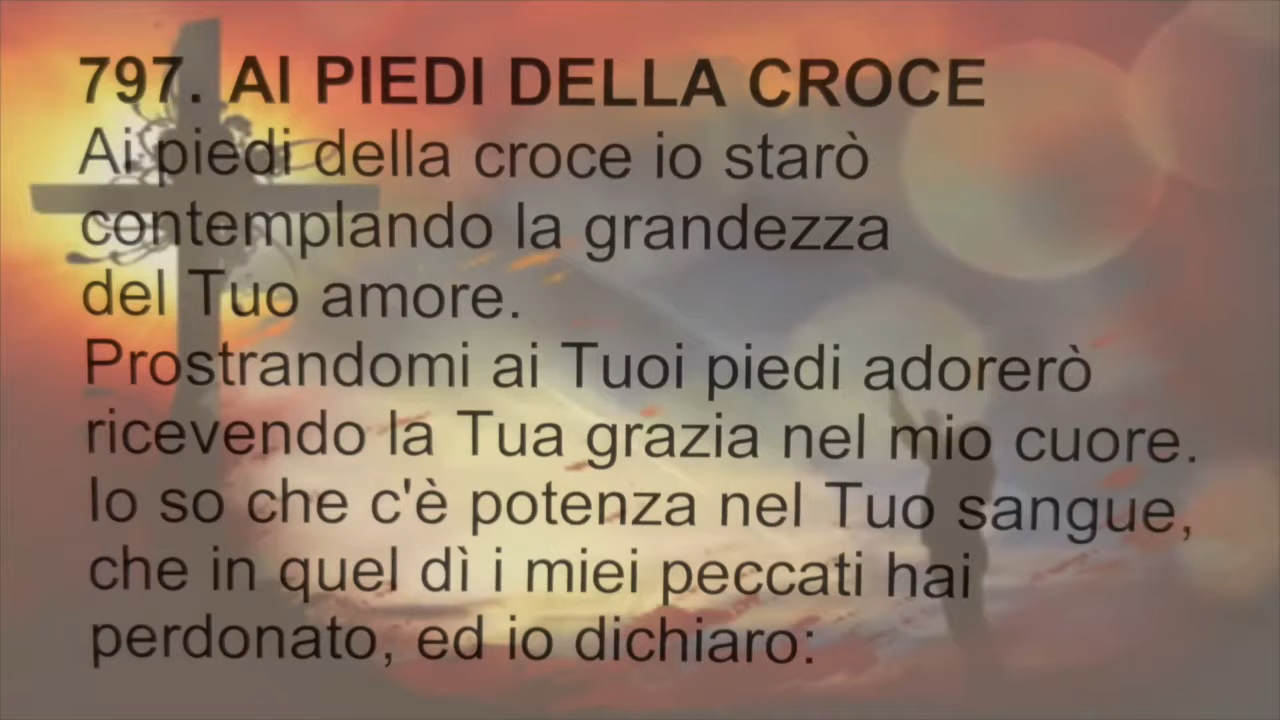 797. AI PIEDI DELLA CROCE
Ai piedi della croce io starò
contemplando la grandezza
del Tuo amore.
Prostrandomi ai Tuoi piedi adorerò
ricevendo la Tua grazia nel mio cuore.
Io so che c'è potenza nel Tuo sangue,
che in quel dì i miei peccati hai
perdonato, ed io dichiaro: